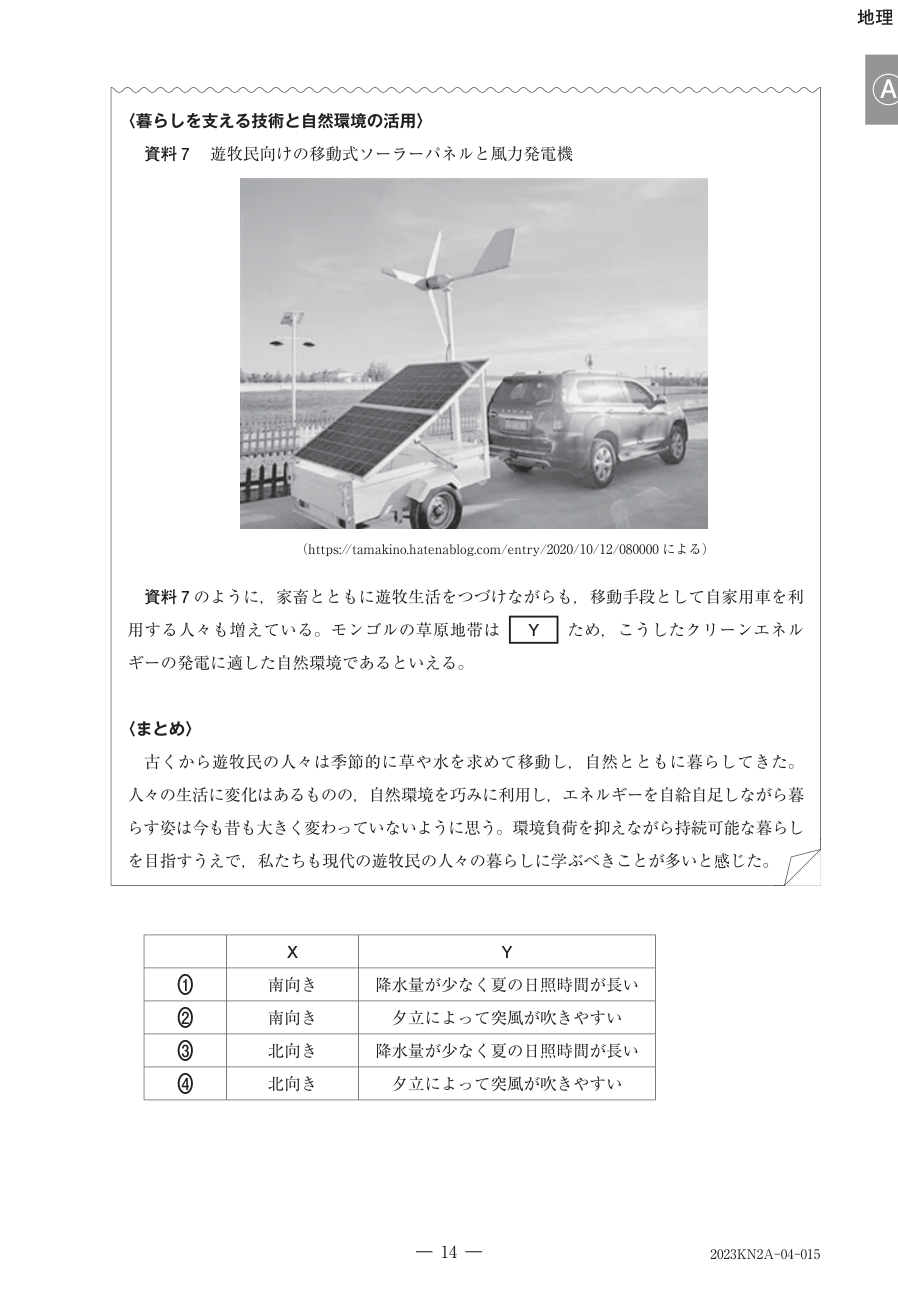 地理
Ⓐ
〈暮らしを支える技術と自然環境の活用〉
資料7 遊牧民向けの移動式ソーラーパネルと風力発電機
（https://tamakino.hatenablog.com/entry/2020/10/12/080000 による）
資料7のように，家畜とともに遊牧生活をつづけながらも，移動手段として自家用車を利
用する人々も増えている。モンゴルの草原地帯は Y ため，こうしたクリーンエネル
ギーの発電に適した自然環境であるといえる。
〈まとめ〉
古くから遊牧民の人々は季節的に草や水を求めて移動し，自然とともに暮らしてきた。
人々の生活に変化はあるものの，自然環境を巧みに利用し，エネルギーを自給自足しながら暮
らす姿は今も昔も大きく変わっていないように思う。環境負荷を抑えながら持続可能な暮らし
を目指すうえで，私たちも現代の遊牧民の人々の暮らしに学ぶべきことが多いと感じた。
X Y
① 南向き 降水量が少なく夏の日照時間が長い
② 南向き 夕立によって突風が吹きやすい
③ 北向き 降水量が少なく夏の日照時間が長い
④ 北向き 夕立によって突風が吹きやすい
— 14 —
2023KN2A-04-015